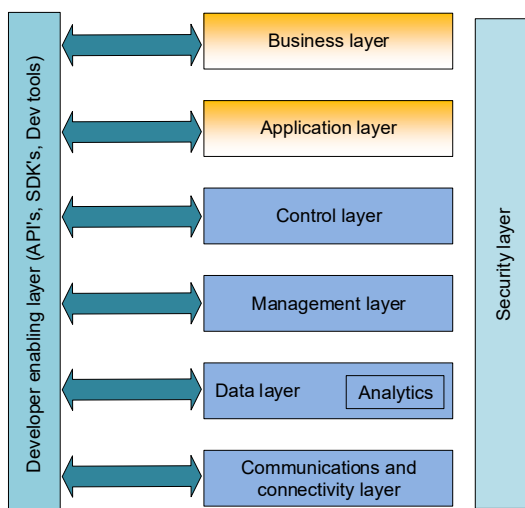 Developer enabling layer (API's, SDK's, Dev tools)
Business layer
Application layer
Control layer
Management layer
Data layer
Analytics
Communications and
connectivity layer
Security layer